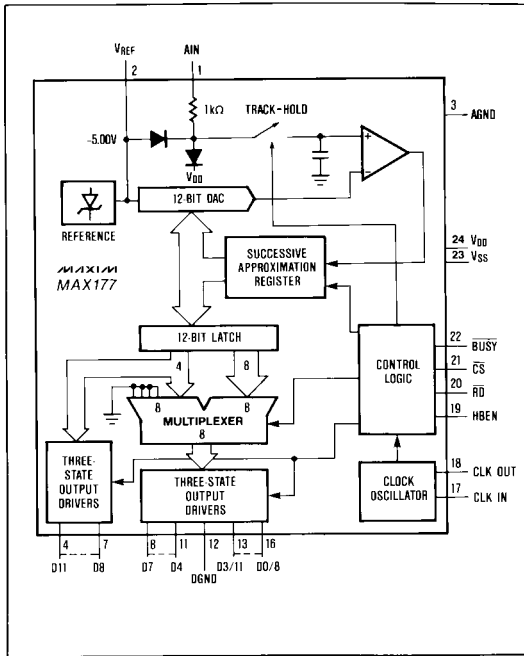 VREF
AIN
2
1
3
AGND
1kΩ
TRACK-HOLD
-5.00V
+
VDD
-
12-BIT DAC
REFERENCE
24 VDD
23 VSS
MAXIM
MAX177
SUCCESSIVE
APPROXIMATION
REGISTER
12-BIT LATCH
4
8
22 BUSY
21 CS
20 RD
19 HBEN
CONTROL
LOGIC
8
8
MULTIPLEXER
8
THREE-
STATE
OUTPUT
DRIVERS
THREE-STATE
OUTPUT
DRIVERS
CLOCK
OSCILLATOR
18 CLK OUT
17 CLK IN
4 7 8 11 12 13 16
D11 D8 D7 D4 D3/11 D0/8
DGND